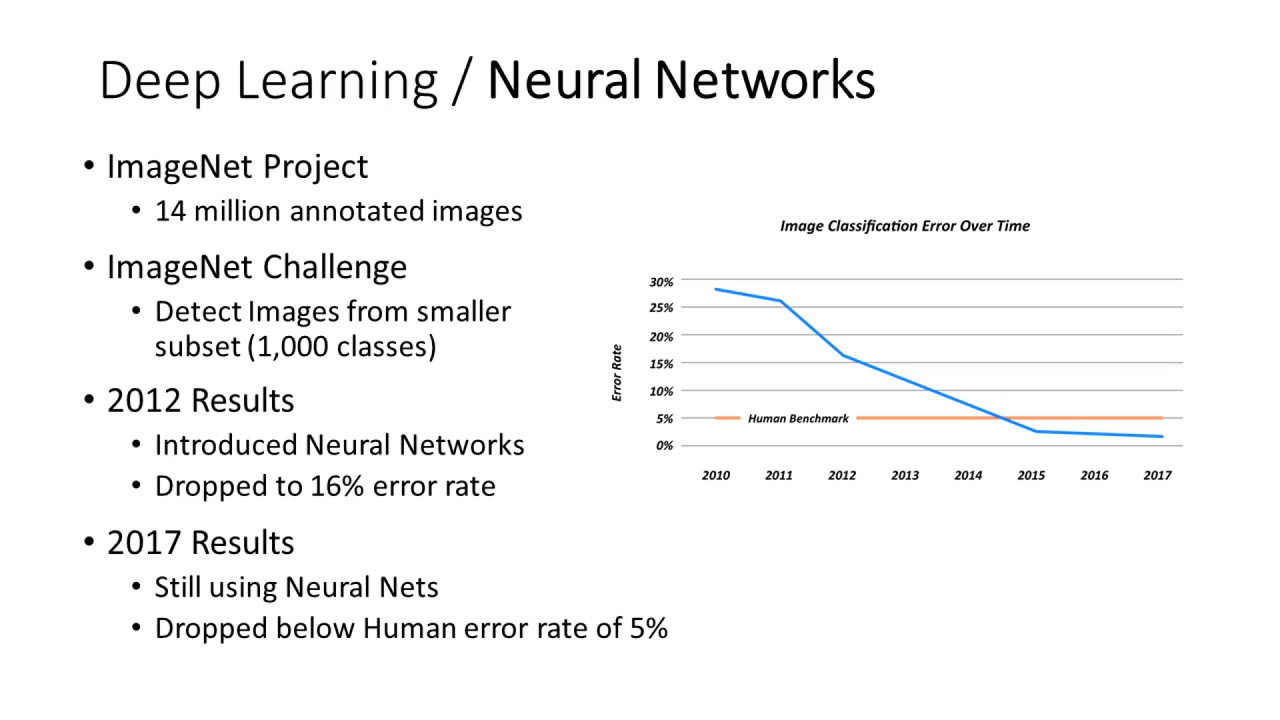 Deep Learning / Neural Networks
• ImageNet Project
• 14 million annotated images
• ImageNet Challenge
• Detect Images from smaller
subset (1,000 classes)
• 2012 Results
• Introduced Neural Networks
• Dropped to 16% error rate
• 2017 Results
• Still using Neural Nets
• Dropped below Human error rate of 5%
Image Classification Error Over Time
Error Rate
30%
25%
20%
15%
10%
5%
0%
Human Benchmark
2010 2011 2012 2013 2014 2015 2016 2017